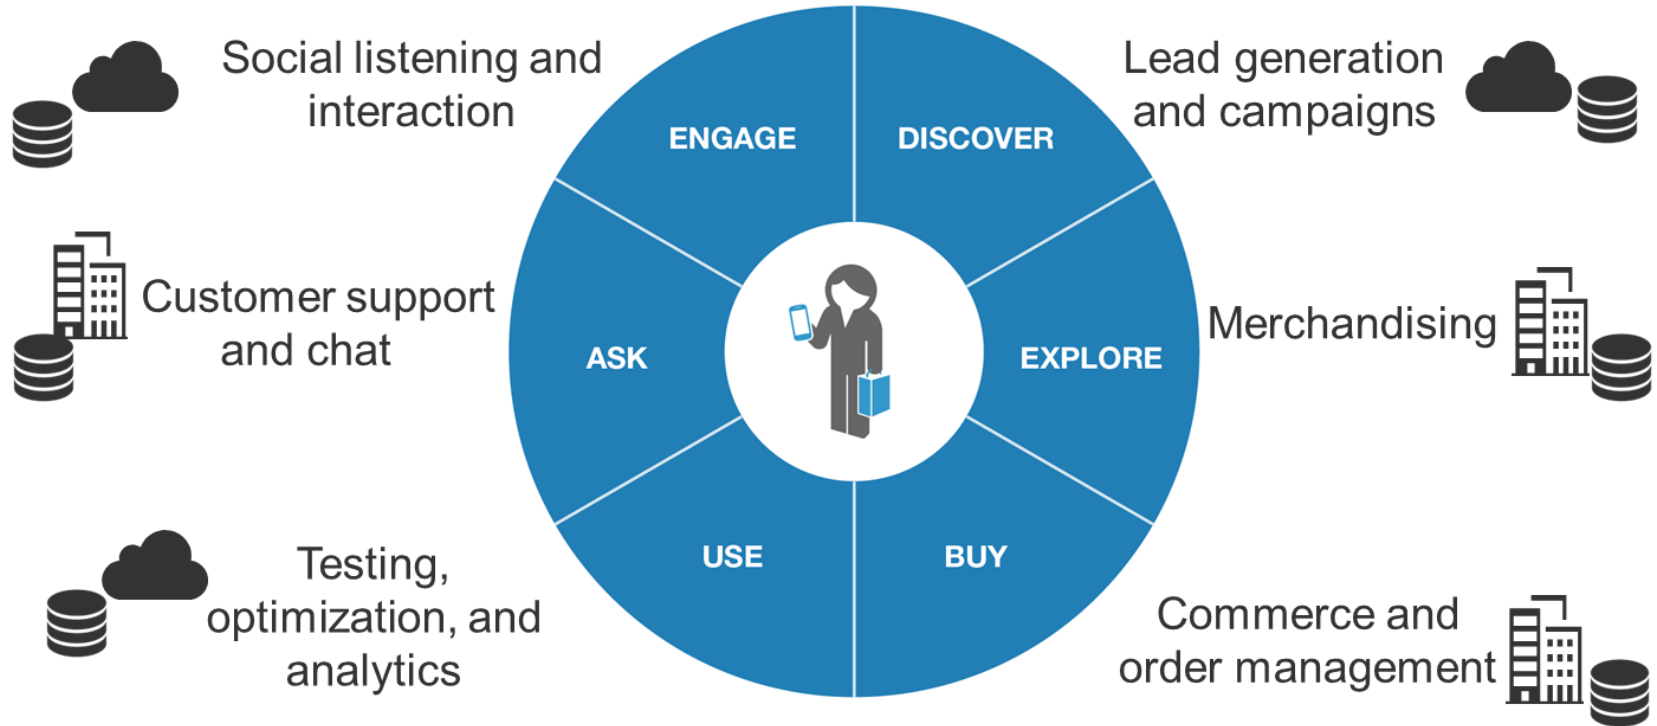 Social listening and
interaction
Lead generation
and campaigns
ENGAGE
DISCOVER
Customer support
and chat
Merchandising
ASK
EXPLORE
USE
BUY
Testing,
optimization, and
analytics
Commerce and
order management